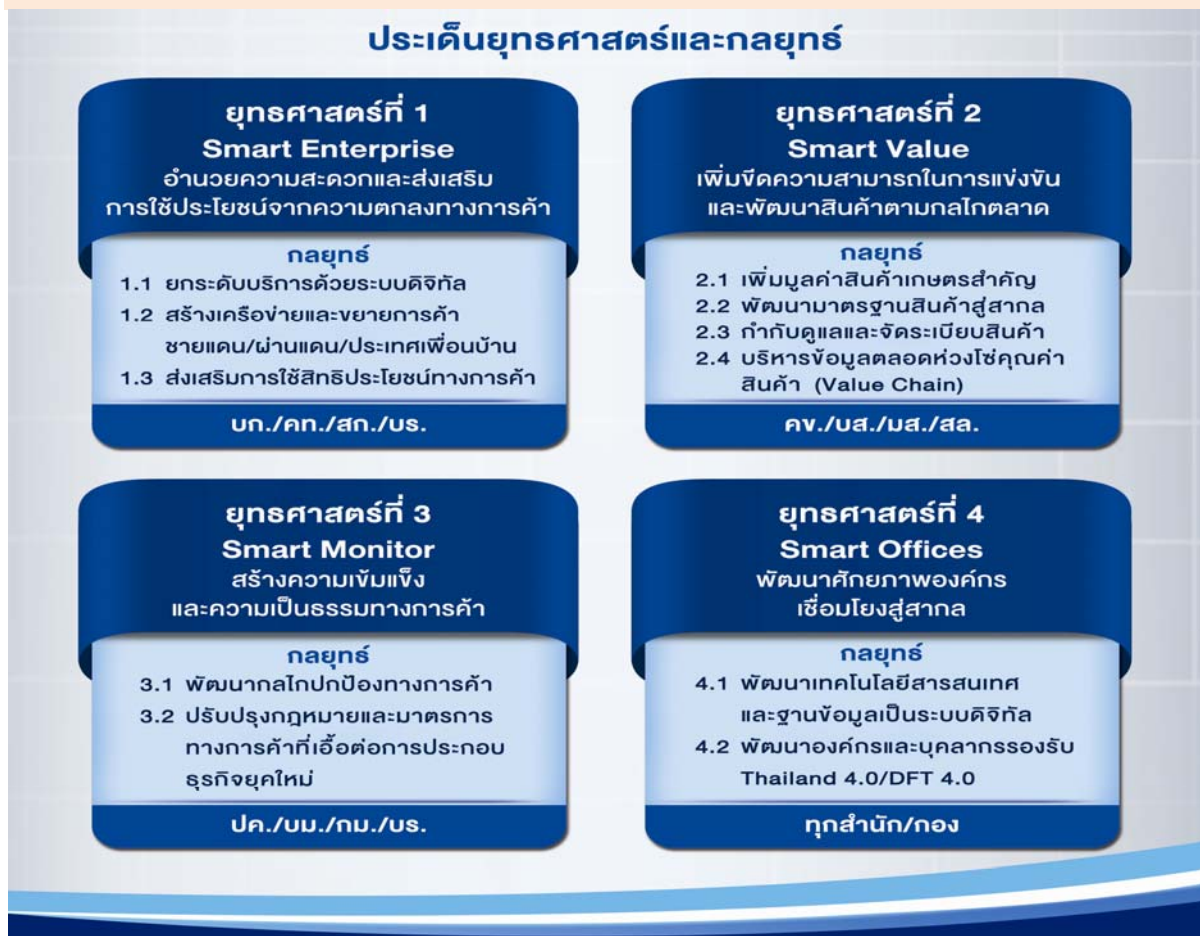 ประเด็นยุทธศาสตร์และกลยุทธ์
ยุทธศาสตร์ที่ 1
Smart Enterprise
อำนวยความสะดวกและส่งเสริม
การใช้ประโยชน์จากความตกลงทางการค้า
กลยุทธ์
1.1 ยกระดับบริการด้วยระบบดิจิทัล
1.2 สร้างเครือข่ายและขยายการค้า
ชายแดน/ผ่านแดน/ประเทศเพื่อนบ้าน
1.3 ส่งเสริมการใช้สิทธิประโยชน์ทางการค้า
บก./คท./สก./บร.
ยุทธศาสตร์ที่ 2
Smart Value
เพิ่มขีดความสามารถในการแข่งขัน
และพัฒนาสินค้าตามกลไกตลาด
กลยุทธ์
2.1 เพิ่มมูลค่าสินค้าเกษตรสำคัญ
2.2 พัฒนามาตรฐานสินค้าสู่สากล
2.3 กำกับดูแลและจัดระเบียบสินค้า
2.4 บริหารข้อมูลตลอดห่วงโซ่คุณค่า
สินค้า (Value Chain)
คข./บส./มส./สล.
ยุทธศาสตร์ที่ 3
Smart Monitor
สร้างความเข้มแข็ง
และความเป็นธรรมทางการค้า
กลยุทธ์
3.1 พัฒนากลไกปกป้องทางการค้า
3.2 ปรับปรุงกฎหมายและมาตรการ
ทางการค้าที่เอื้อต่อการประกอบ
ธุรกิจยุคใหม่
ปค./บม./กม./บร.
ยุทธศาสตร์ที่ 4
Smart Offices
พัฒนาศักยภาพองค์กร
เชื่อมโยงสู่สากล
กลยุทธ์
4.1 พัฒนาเทคโนโลยีสารสนเทศ
และฐานข้อมูลเป็นระบบดิจิทัล
4.2 พัฒนาองค์กรและบุคลากรรองรับ
Thailand 4.0/DFT 4.0
ทุกสำนัก/กอง